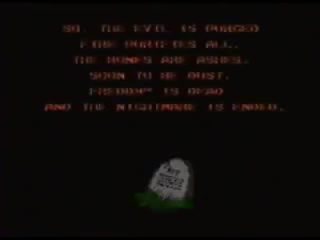 SO, THE EVIL IS PURGED
FIRE PURIFIES ALL..
THE BONES ARE ASHES.
SOON TO BE DUST.
FREDDY IS DEAD
AND THE NIGHTMARE IS ENDED.
RIP